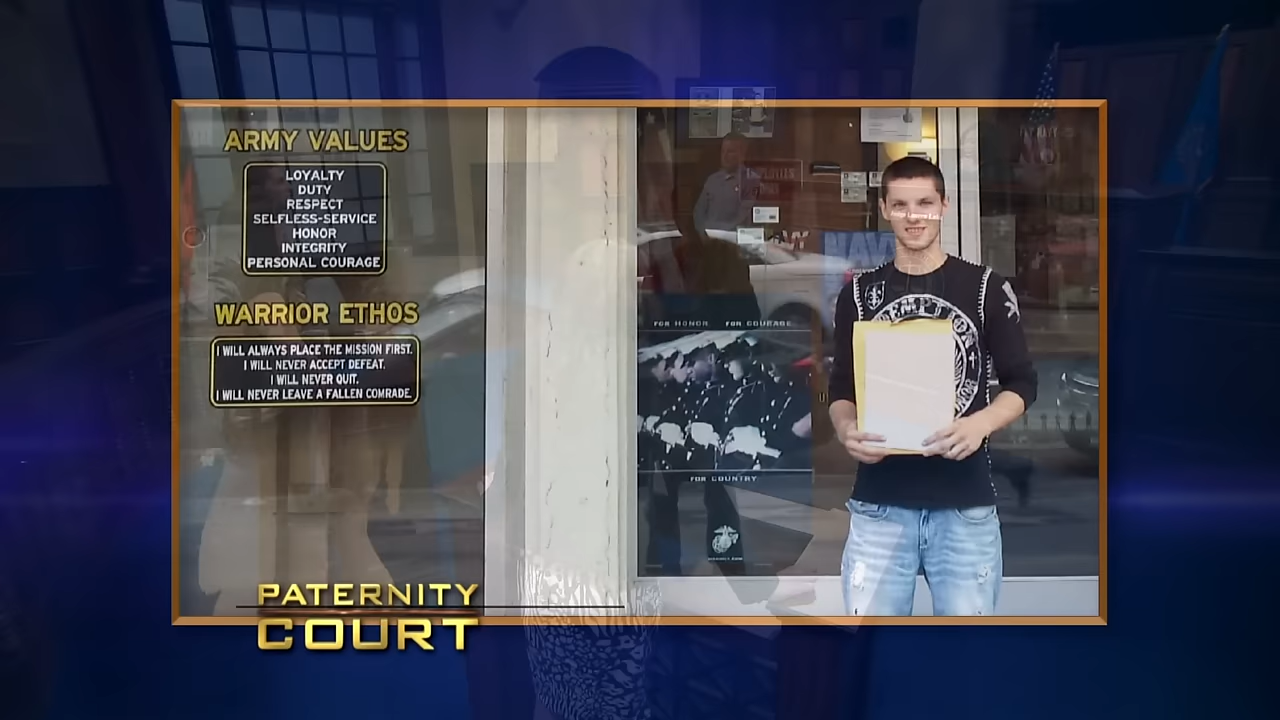 ARMY VALUES
LOYALTY
DUTY
RESPECT
SELFLESS-SERVICE
HONOR
INTEGRITY
PERSONAL COURAGE
WARRIOR ETHOS
I WILL ALWAYS PLACE THE MISSION FIRST.
I WILL NEVER ACCEPT DEFEAT.
I WILL NEVER QUIT.
I WILL NEVER LEAVE A FALLEN COMRADE.
NAVY
FOR HONOR FOR COURAGE
FOR COUNTRY
PATERNITY
COURT